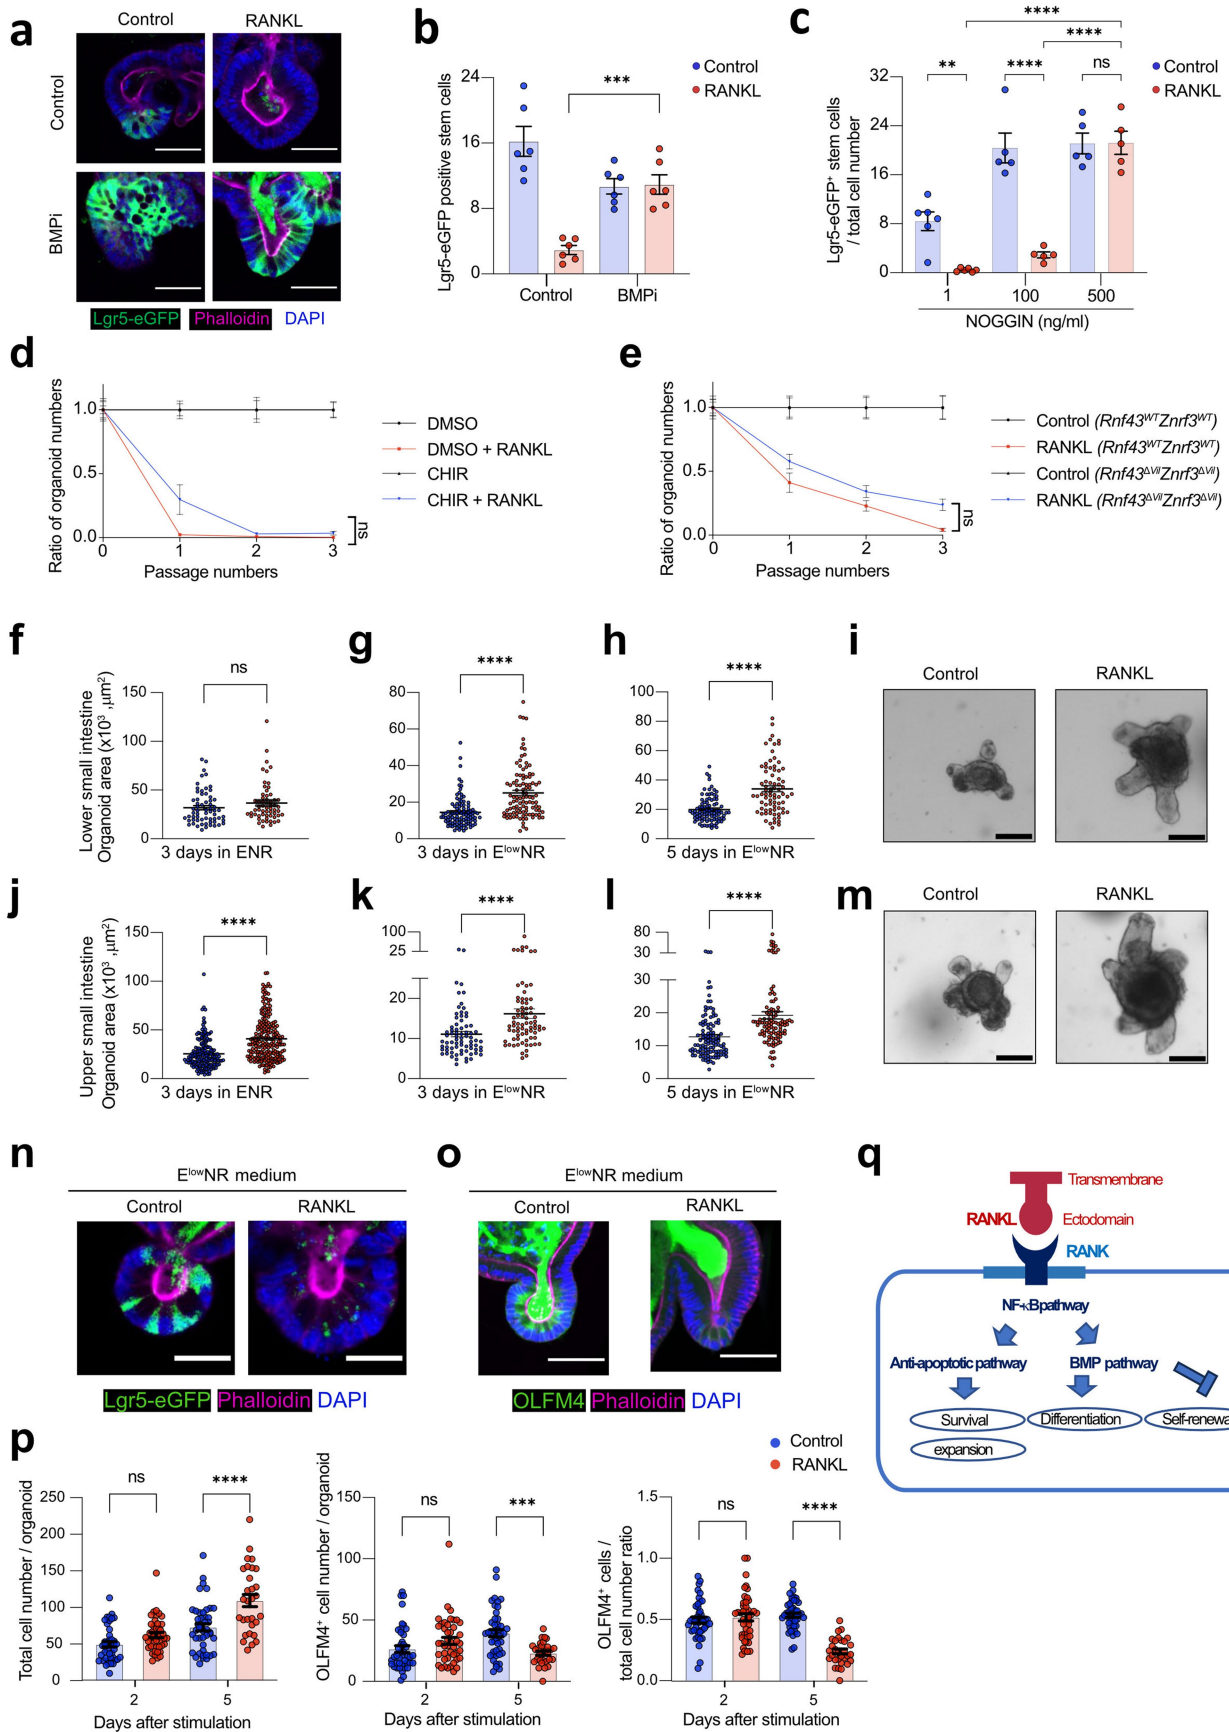 a
Control
RANKL
Control
BMPi
Lgr5-eGFP Phalloidin DAPI
b
Lgr5-eGFP positive stem cells
24
16
8
0
***
Control
RANKL
Control
BMPi
c
Lgr5-eGFP⁺ stem cells
/ total cell number
32
24
16
8
0
****
****
**
****
ns
Control
RANKL
1
100
500
NOGGIN (ng/ml)
d
Ratio of organoid numbers
1.0
0.5
0.0
0
1
2
3
Passage numbers
DMSO
DMSO + RANKL
CHIR
CHIR + RANKL
ns
e
Ratio of organoid numbers
1.0
0.5
0.0
0
1
2
3
Passage numbers
Control (Rnf43ᵂᵀZnrf3ᵂᵀ)
RANKL (Rnf43ᵂᵀZnrf3ᵂᵀ)
Control (Rnf43ΔVilZnrf3ΔVil)
RANKL (Rnf43ΔVilZnrf3ΔVil)
ns
f
Lower small intestine
Organoid area (x10³ ,µm²)
150
100
50
0
ns
3 days in ENR
g
80
60
40
20
0
****
3 days in EˡᵒʷNR
h
100
80
60
40
20
0
****
5 days in EˡᵒʷNR
i
Control
RANKL
j
Upper small intestine
Organoid area (x10³ ,µm²)
150
100
50
0
****
3 days in ENR
k
100
25
20
10
0
****
3 days in EˡᵒʷNR
l
80
30
30
20
10
0
****
5 days in EˡᵒʷNR
m
Control
RANKL
n
EˡᵒʷNR medium
Control
RANKL
Lgr5-eGFP Phalloidin DAPI
o
EˡᵒʷNR medium
Control
RANKL
OLFM4 Phalloidin DAPI
p
Total cell number / organoid
250
200
150
100
50
0
ns
****
2
5
Days after stimulation
OLFM4⁺ cell number / organoid
150
100
50
0
ns
***
2
5
Days after stimulation
Control
RANKL
OLFM4⁺ cells /
total cell number ratio
1.5
1.0
0.5
0.0
ns
****
2
5
Days after stimulation
q
Transmembrane
RANKL
Ectodomain
RANK
NF-κBpathway
Anti-apoptotic pathway
BMP pathway
Survival
Differentiation
Self-renewa
expansion